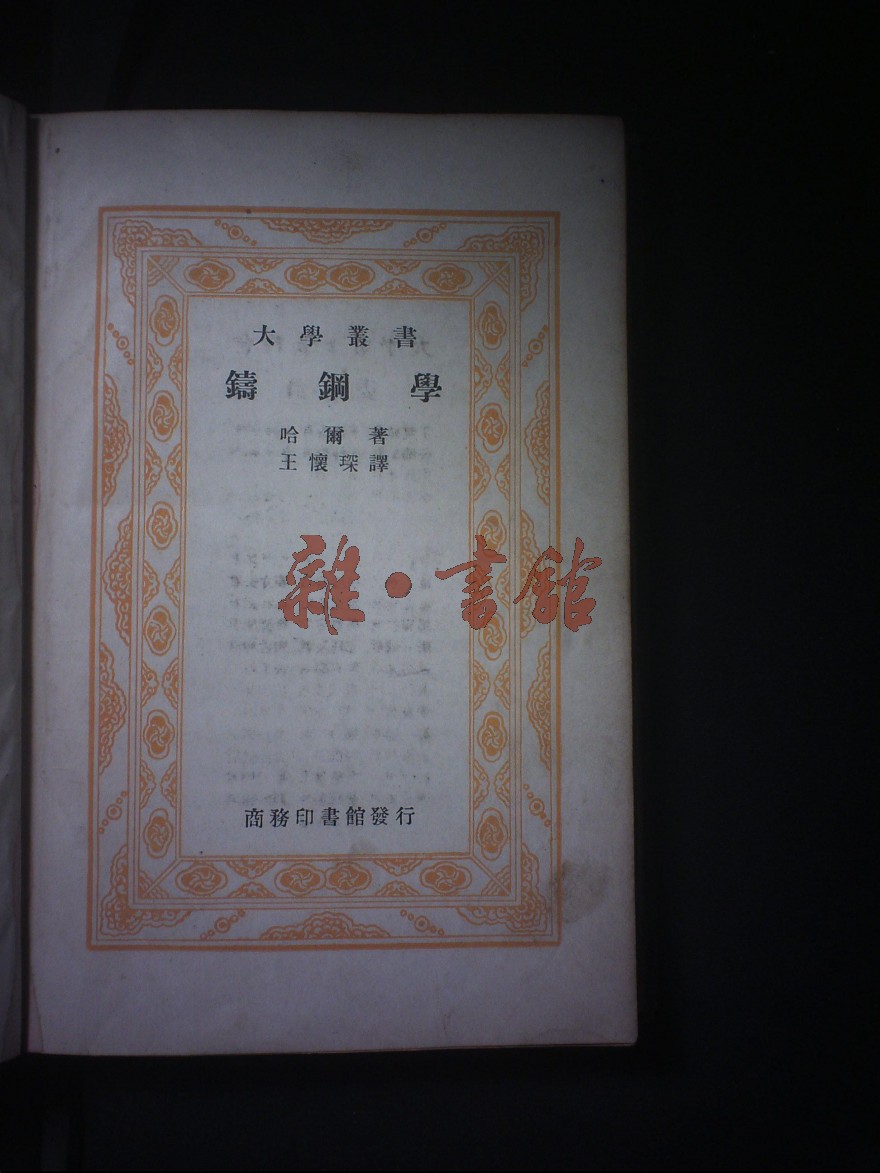 大學叢書
鑄鋼學
哈爾著
王懷琛譯
雜·書館
商務印書館發行